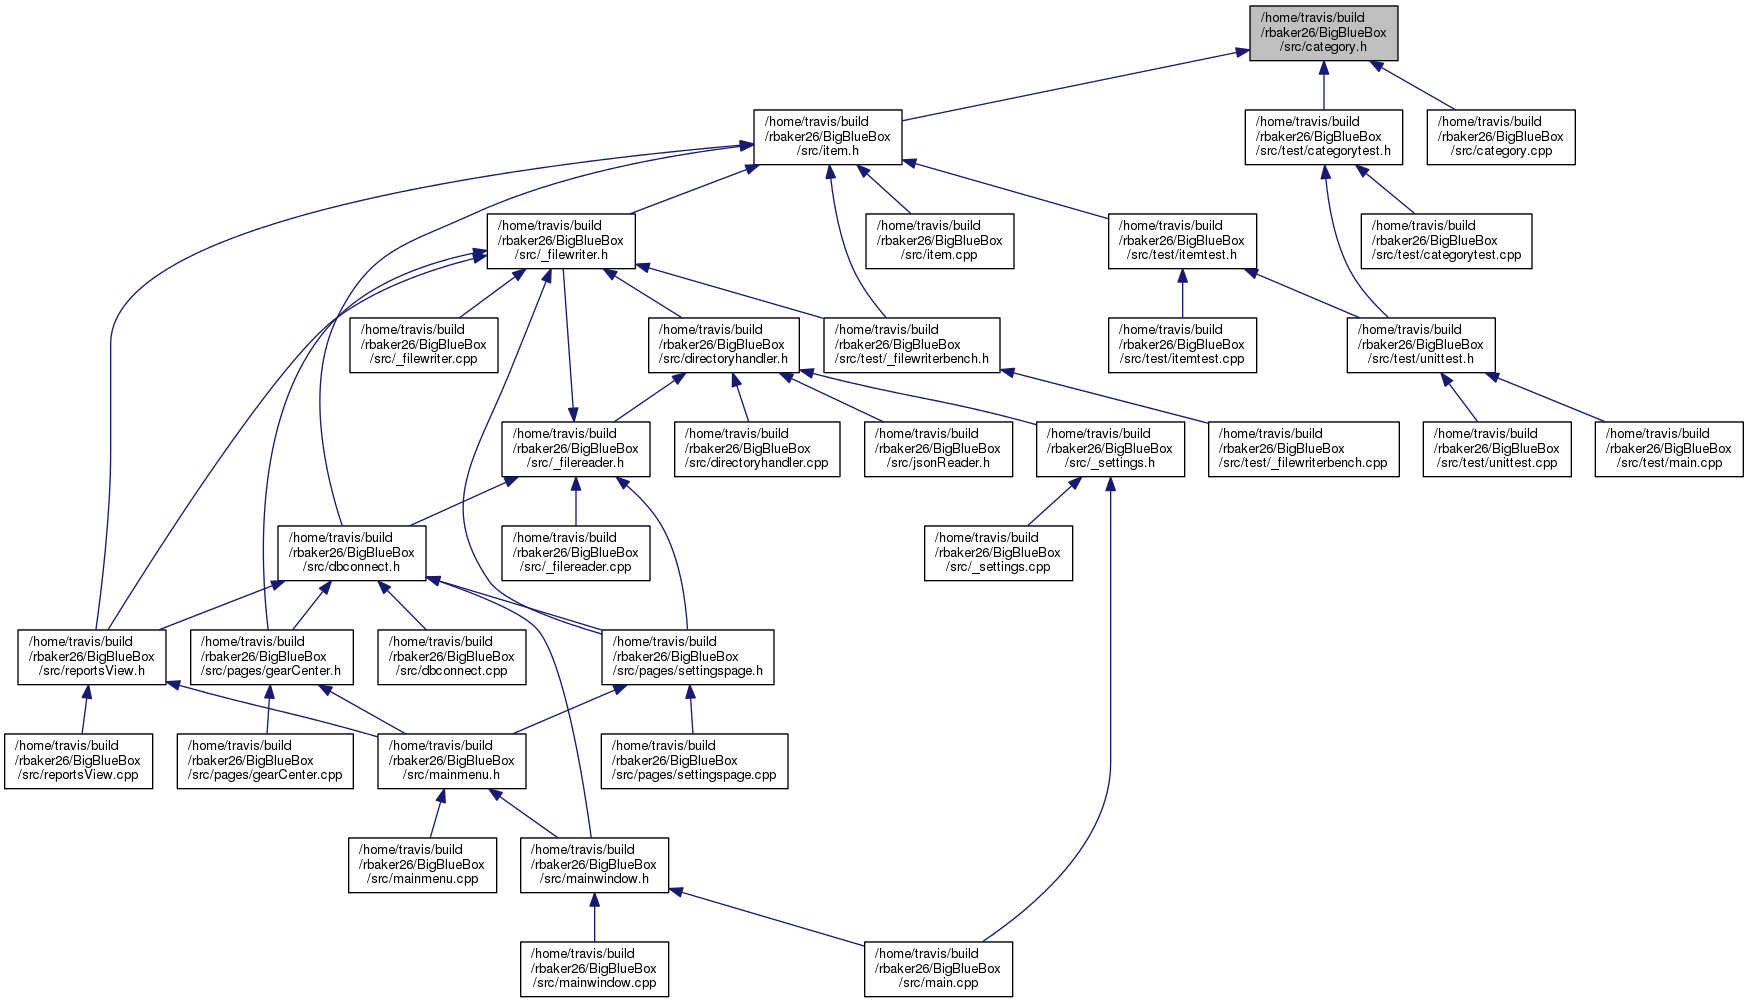 /home/travis/build
/rbaker26/BigBlueBox
/src/category.h
/home/travis/build
/rbaker26/BigBlueBox
/src/item.h
/home/travis/build
/rbaker26/BigBlueBox
/src/test/categorytest.h
/home/travis/build
/rbaker26/BigBlueBox
/src/category.cpp
/home/travis/build
/rbaker26/BigBlueBox
/src/_filewriter.h
/home/travis/build
/rbaker26/BigBlueBox
/src/item.cpp
/home/travis/build
/rbaker26/BigBlueBox
/src/test/itemtest.h
/home/travis/build
/rbaker26/BigBlueBox
/src/test/categorytest.cpp
/home/travis/build
/rbaker26/BigBlueBox
/src/_filewriter.cpp
/home/travis/build
/rbaker26/BigBlueBox
/src/directoryhandler.h
/home/travis/build
/rbaker26/BigBlueBox
/src/test/_filewriterbench.h
/home/travis/build
/rbaker26/BigBlueBox
/src/test/itemtest.cpp
/home/travis/build
/rbaker26/BigBlueBox
/src/test/unittest.h
/home/travis/build
/rbaker26/BigBlueBox
/src/_filereader.h
/home/travis/build
/rbaker26/BigBlueBox
/src/directoryhandler.cpp
/home/travis/build
/rbaker26/BigBlueBox
/src/jsonReader.h
/home/travis/build
/rbaker26/BigBlueBox
/src/_settings.h
/home/travis/build
/rbaker26/BigBlueBox
/src/test/_filewriterbench.cpp
/home/travis/build
/rbaker26/BigBlueBox
/src/test/unittest.cpp
/home/travis/build
/rbaker26/BigBlueBox
/src/test/main.cpp
/home/travis/build
/rbaker26/BigBlueBox
/src/dbconnect.h
/home/travis/build
/rbaker26/BigBlueBox
/src/_filereader.cpp
/home/travis/build
/rbaker26/BigBlueBox
/src/_settings.cpp
/home/travis/build
/rbaker26/BigBlueBox
/src/reportsView.h
/home/travis/build
/rbaker26/BigBlueBox
/src/pages/gearCenter.h
/home/travis/build
/rbaker26/BigBlueBox
/src/dbconnect.cpp
/home/travis/build
/rbaker26/BigBlueBox
/src/pages/settingspage.h
/home/travis/build
/rbaker26/BigBlueBox
/src/reportsView.cpp
/home/travis/build
/rbaker26/BigBlueBox
/src/pages/gearCenter.cpp
/home/travis/build
/rbaker26/BigBlueBox
/src/mainmenu.h
/home/travis/build
/rbaker26/BigBlueBox
/src/pages/settingspage.cpp
/home/travis/build
/rbaker26/BigBlueBox
/src/mainmenu.cpp
/home/travis/build
/rbaker26/BigBlueBox
/src/mainwindow.h
/home/travis/build
/rbaker26/BigBlueBox
/src/mainwindow.cpp
/home/travis/build
/rbaker26/BigBlueBox
/src/main.cpp